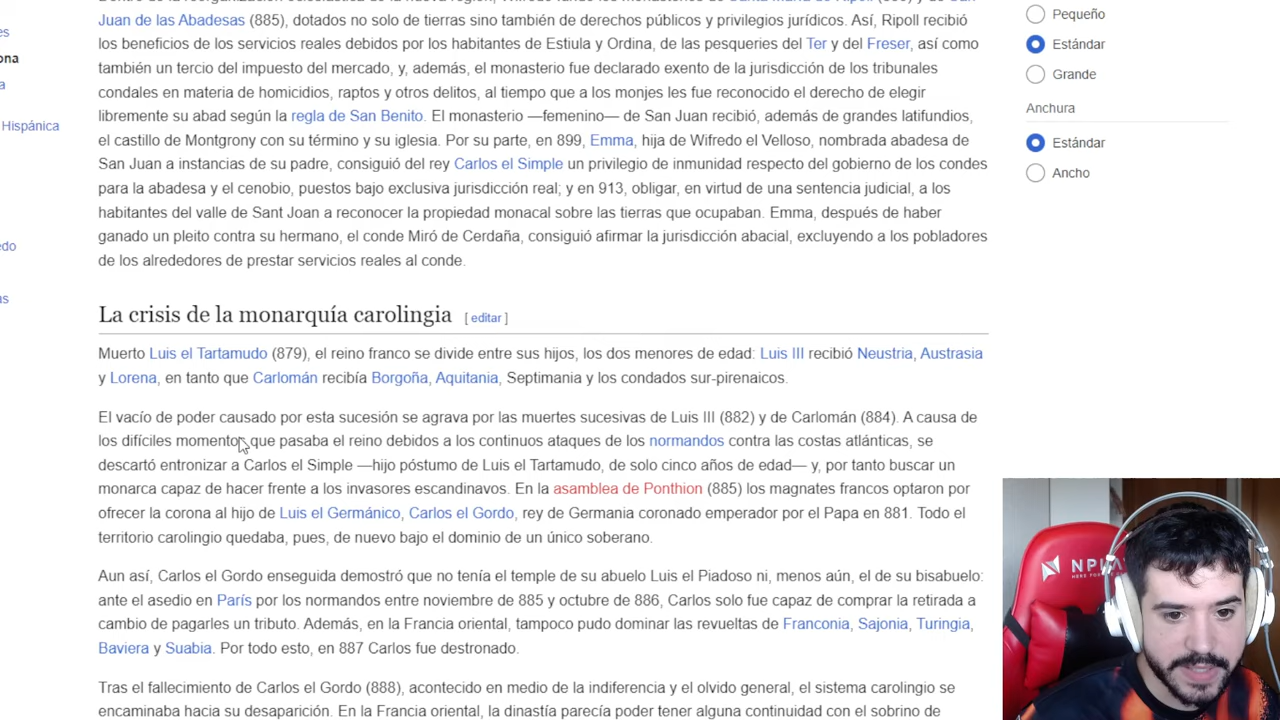 Juan de las Abadesas (885), dotados no solo de tierras sino también de derechos públicos y privilegios jurídicos. Así, Ripoll recibió
los beneficios de los servicios reales debidos por los habitantes de Estiula y Ordina, de las pesqueries del Ter y del Freser, así como
también un tercio del impuesto del mercado, y, además, el monasterio fue declarado exento de la jurisdicción de los tribunales
condales en materia de homicidios, raptos y otros delitos, al tiempo que a los monjes les fue reconocido el derecho de elegir
libremente su abad según la regla de San Benito. El monasterio —femenino— de San Juan recibió, además de grandes latifundios,
el castillo de Montgrony con su término y su iglesia. Por su parte, en 899, Emma, hija de Wifredo el Velloso, nombrada abadesa de
San Juan a instancias de su padre, consiguió del rey Carlos el Simple un privilegio de inmunidad respecto del gobierno de los condes
para la abadesa y el cenobio, puestos bajo exclusiva jurisdicción real; y en 913, obligar, en virtud de una sentencia judicial, a los
habitantes del valle de Sant Joan a reconocer la propiedad monacal sobre las tierras que ocupaban. Emma, después de haber
ganado un pleito contra su hermano, el conde Miró de Cerdaña, consiguió afirmar la jurisdicción abacial, excluyendo a los pobladores
de los alrededores de prestar servicios reales al conde.
La crisis de la monarquía carolingia [ editar ]
Muerto Luis el Tartamudo (879), el reino franco se divide entre sus hijos, los dos menores de edad: Luis III recibió Neustria, Austrasia
y Lorena, en tanto que Carlomán recibía Borgoña, Aquitania, Septimania y los condados sur-pirenaicos.
El vacío de poder causado por esta sucesión se agrava por las muertes sucesivas de Luis III (882) y de Carlomán (884). A causa de
los difíciles momentos que pasaba el reino debidos a los continuos ataques de los normandos contra las costas atlánticas, se
descartó entronizar a Carlos el Simple —hijo póstumo de Luis el Tartamudo, de solo cinco años de edad— y, por tanto buscar un
monarca capaz de hacer frente a los invasores escandinavos. En la asamblea de Ponthion (885) los magnates francos optaron por
ofrecer la corona al hijo de Luis el Germánico, Carlos el Gordo, rey de Germania coronado emperador por el Papa en 881. Todo el
territorio carolingio quedaba, pues, de nuevo bajo el dominio de un único soberano.
Aun así, Carlos el Gordo enseguida demostró que no tenía el temple de su abuelo Luis el Piadoso ni, menos aún, el de su bisabuelo:
ante el asedio en París por los normandos entre noviembre de 885 y octubre de 886, Carlos solo fue capaz de comprar la retirada a
cambio de pagarles un tributo. Además, en la Francia oriental, tampoco pudo dominar las revueltas de Franconia, Sajonia, Turingia,
Baviera y Suabia. Por todo esto, en 887 Carlos fue destronado.
Tras el fallecimiento de Carlos el Gordo (888), acontecido en medio de la indiferencia y el olvido general, el sistema carolingio se
encaminaba hacia su desaparición. En la Francia oriental, la dinastía parecía poder tener alguna continuidad con el sobrino de
Pequeño
Estándar
Grande
Anchura
Estándar
Ancho
Hispánica